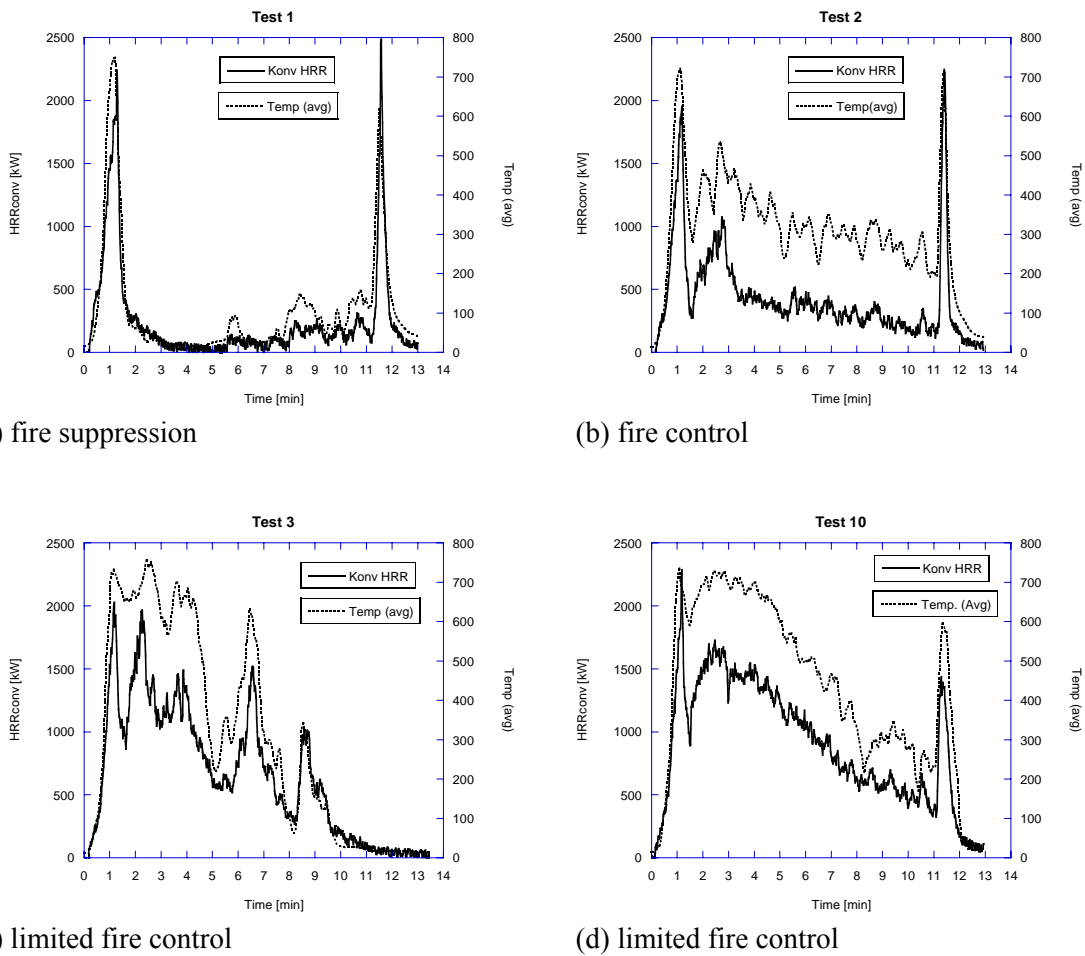 Test 1
2500
2000
1500
1000
500
0
800
700
600
500
400
300
200
100
0
Konv HRR
Temp (avg)
HRRconv [kW]
Temp (avg)
0 1 2 3 4 5 6 7 8 9 10 11 12 13 14
Time [min]
) fire suppression
Test 2
2500
2000
1500
1000
500
0
800
700
600
500
400
300
200
100
0
Konv HRR
Temp(avg)
HRRconv [kW]
Temp (avg)
0 1 2 3 4 5 6 7 8 9 10 11 12 13 14
Time [min]
(b) fire control
Test 3
2500
2000
1500
1000
500
0
800
700
600
500
400
300
200
100
0
Konv HRR
Temp (avg)
HRRconv [kW]
Temp (avg)
0 1 2 3 4 5 6 7 8 9 10 11 12 13 14
Time [min]
) limited fire control
Test 10
2500
2000
1500
1000
500
0
800
700
600
500
400
300
200
100
0
Konv HRR
Temp. (Avg)
HRRconv [kW]
Temp (avg)
0 1 2 3 4 5 6 7 8 9 10 11 12 13 14
Time [min]
(d) limited fire control